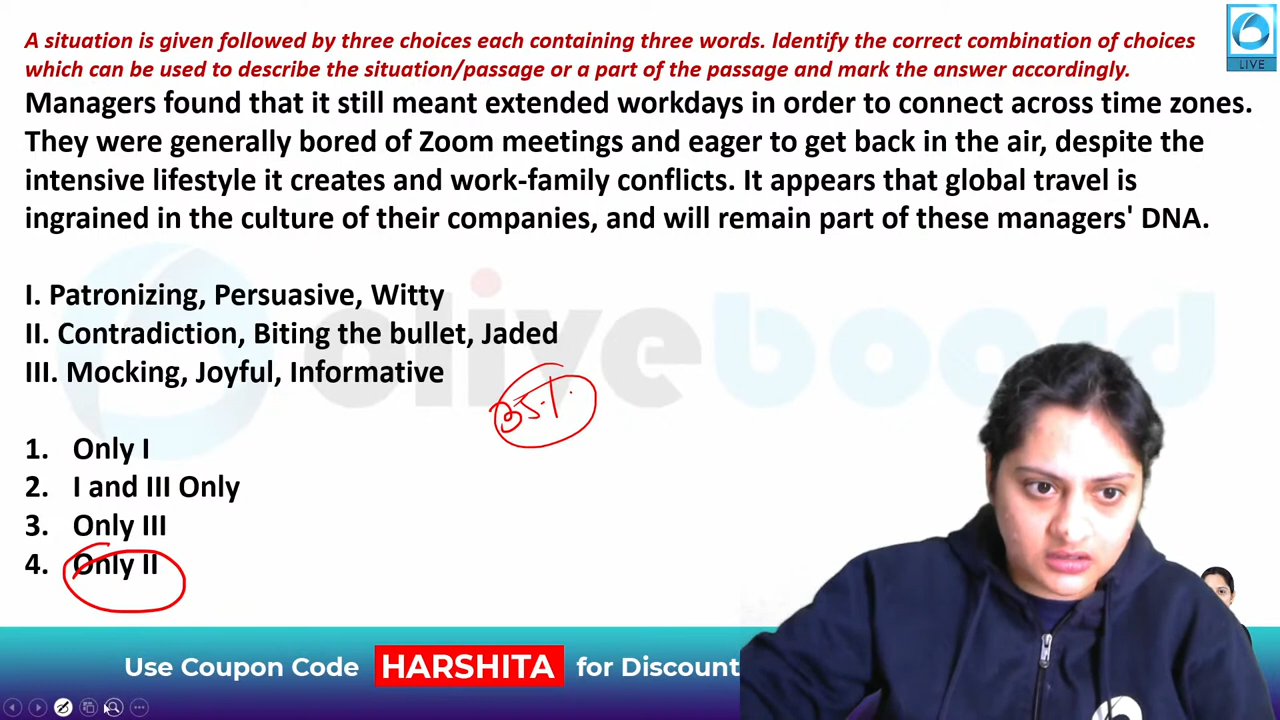 A situation is given followed by three choices each containing three words. Identify the correct combination of choices
which can be used to describe the situation/passage or a part of the passage and mark the answer accordingly.
LIVE
Managers found that it still meant extended workdays in order to connect across time zones.
They were generally bored of Zoom meetings and eager to get back in the air, despite the
intensive lifestyle it creates and work-family conflicts. It appears that global travel is
ingrained in the culture of their companies, and will remain part of these managers' DNA.
oliveboard
I. Patronizing, Persuasive, Witty
II. Contradiction, Biting the bullet, Jaded
III. Mocking, Joyful, Informative
1. Only I
2. I and III Only
3. Only III
4. Only II
Use Coupon Code HARSHITA for Discount